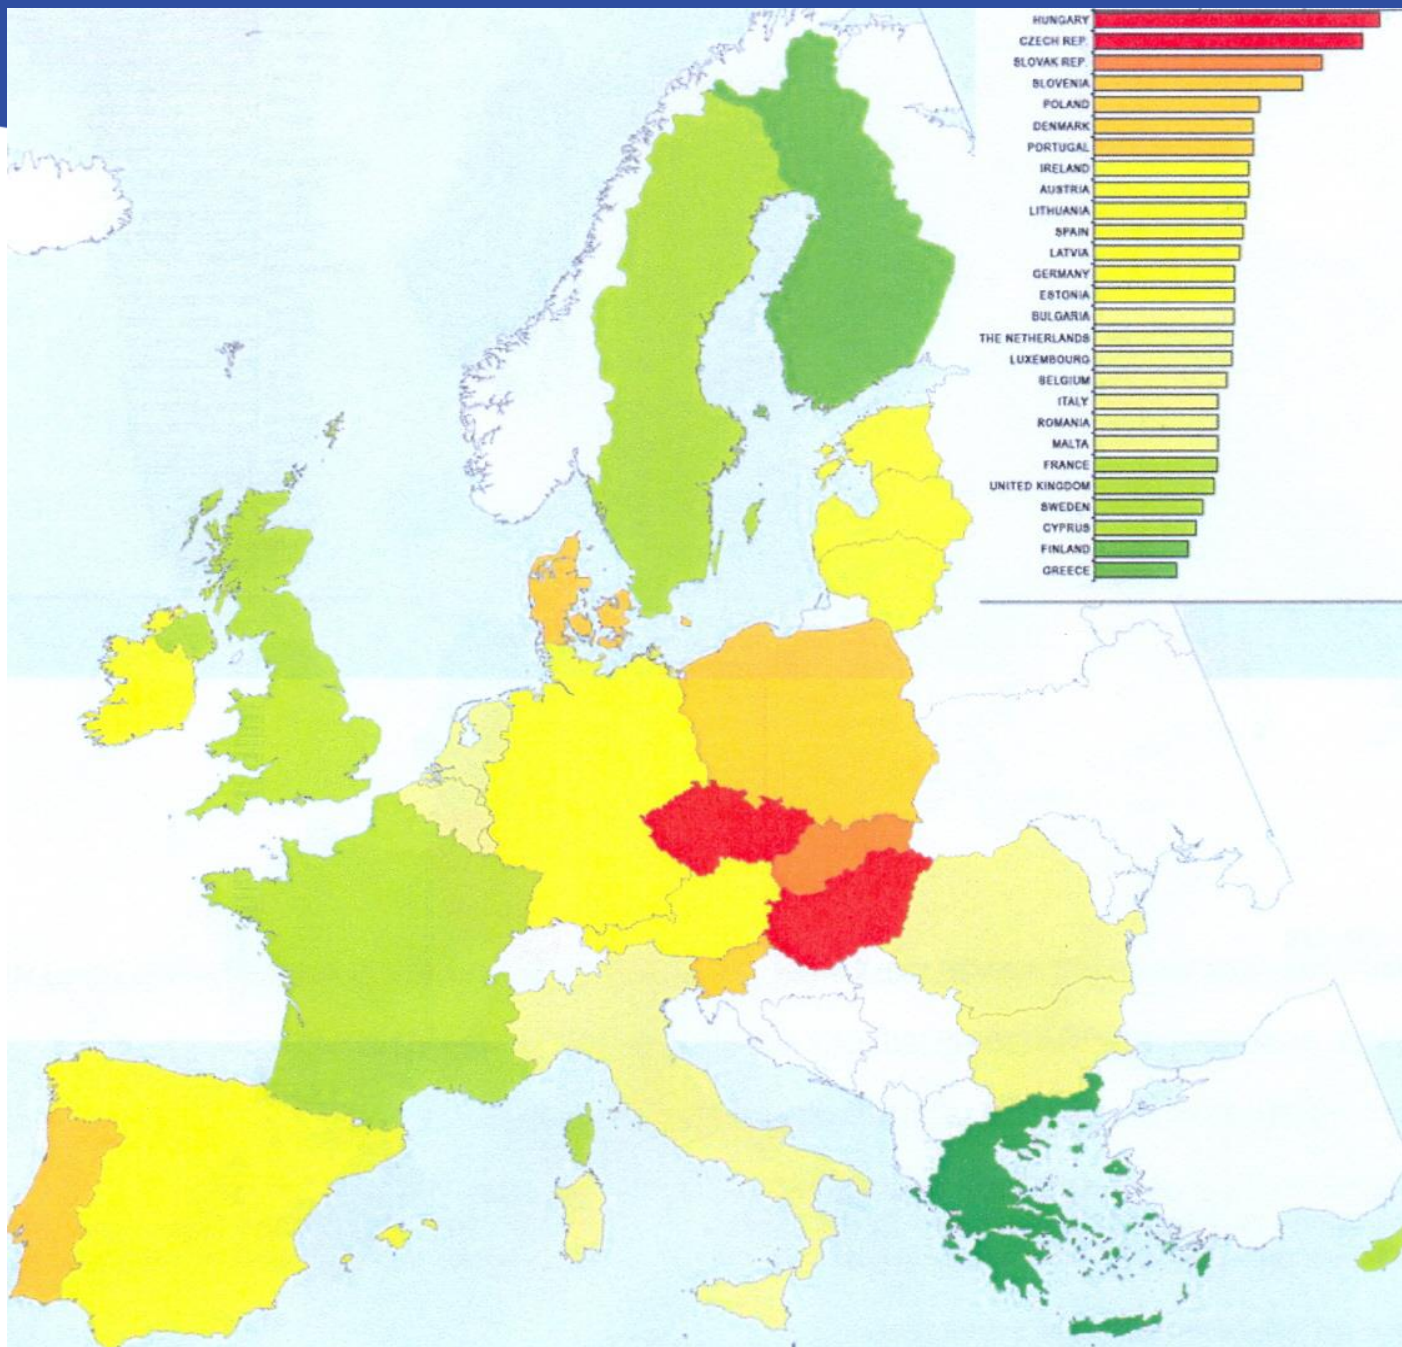 HUNGARY
CZECH REP.
SLOVAK REP.
SLOVENIA
POLAND
DENMARK
PORTUGAL
IRELAND
AUSTRIA
LITHUANIA
SPAIN
LATVIA
GERMANY
ESTONIA
BULGARIA
THE NETHERLANDS
LUXEMBOURG
BELGIUM
ITALY
ROMANIA
MALTA
FRANCE
UNITED KINGDOM
SWEDEN
CYPRUS
FINLAND
GREECE